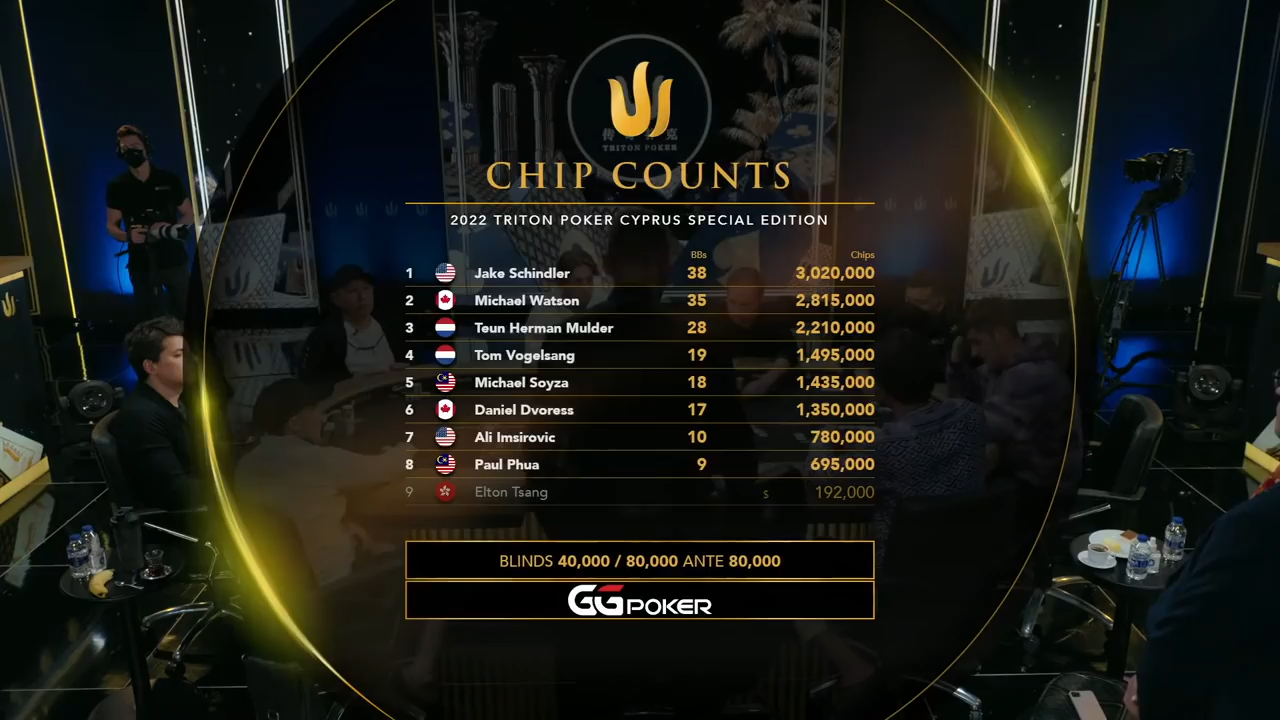 TRITON POKER
CHIP COUNTS
2022 TRITON POKER CYPRUS SPECIAL EDITION
BBs Chips
1 Jake Schindler 38 3,020,000
2 Michael Watson 35 2,815,000
3 Teun Herman Mulder 28 2,210,000
4 Tom Vogelsang 19 1,495,000
5 Michael Soyza 18 1,435,000
6 Daniel Dvoress 17 1,350,000
7 Ali Imsirovic 10 780,000
8 Paul Phua 9 695,000
9 Elton Tsang $ 192,000
BLINDS 40,000 / 80,000 ANTE 80,000
GGPOKER